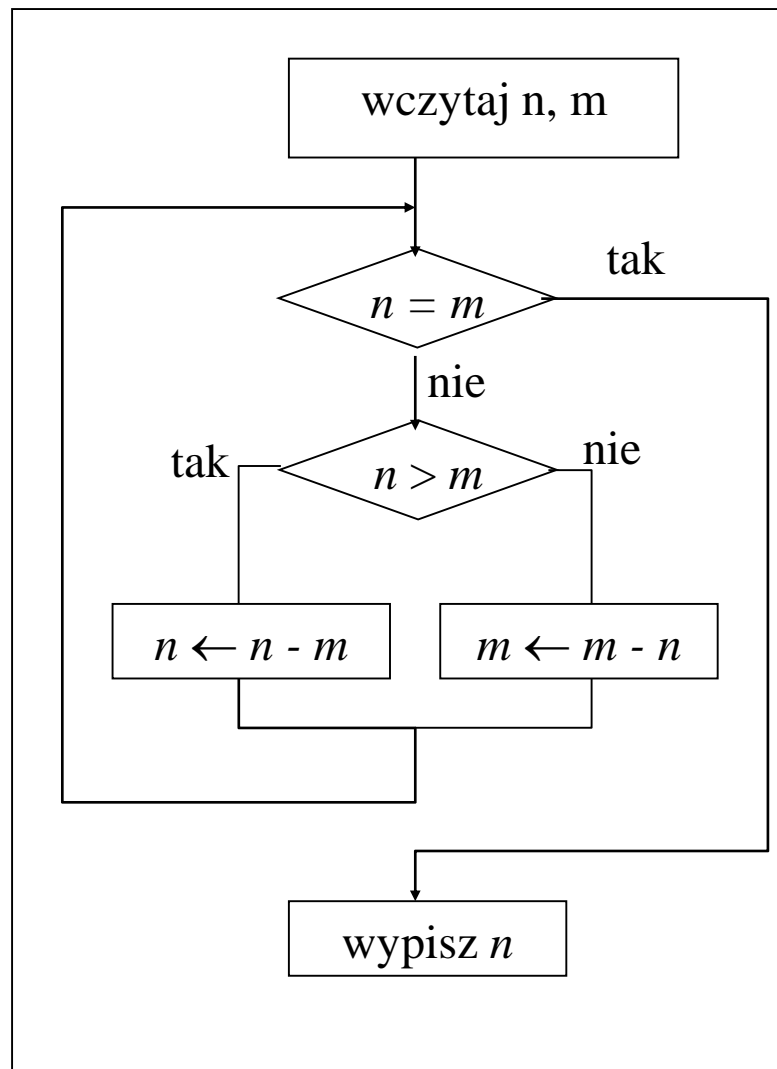 wczytaj n, m
tak
n = m
nie
tak
nie
n > m
n ← n - m
m ← m - n
wypisz n